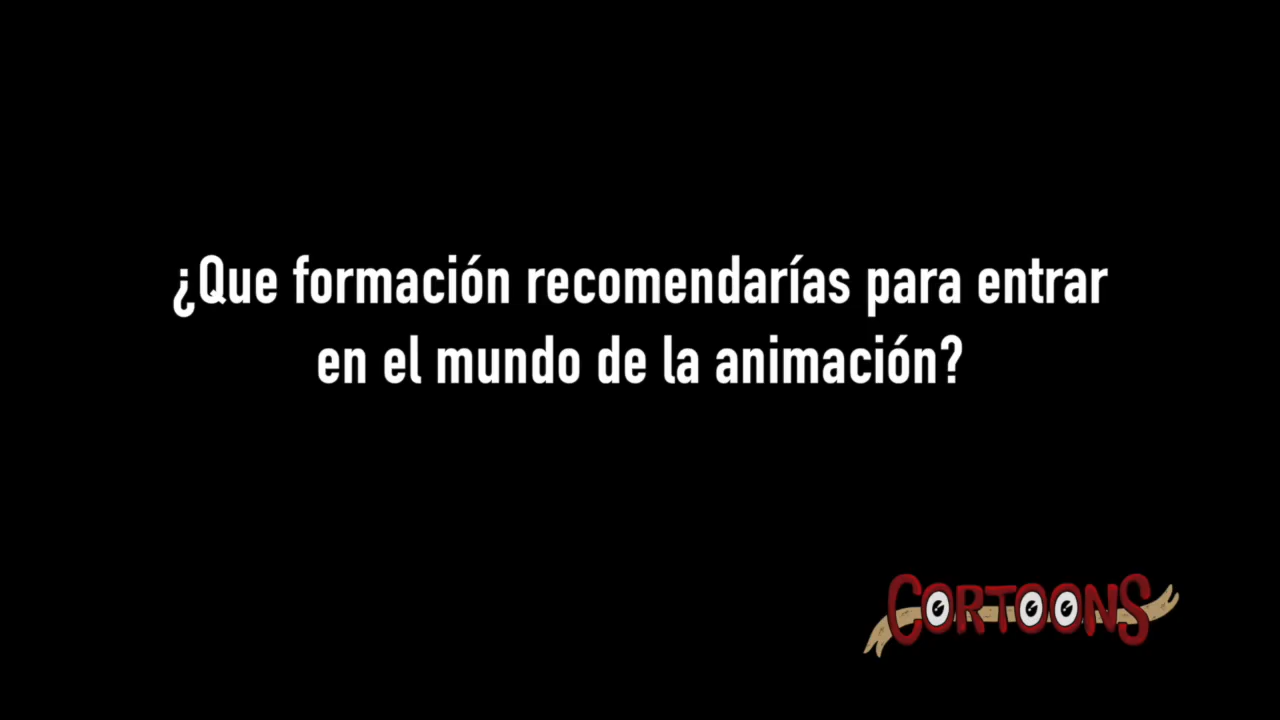 ¿Que formación recomendarías para entrar
en el mundo de la animación?
CORTOONS